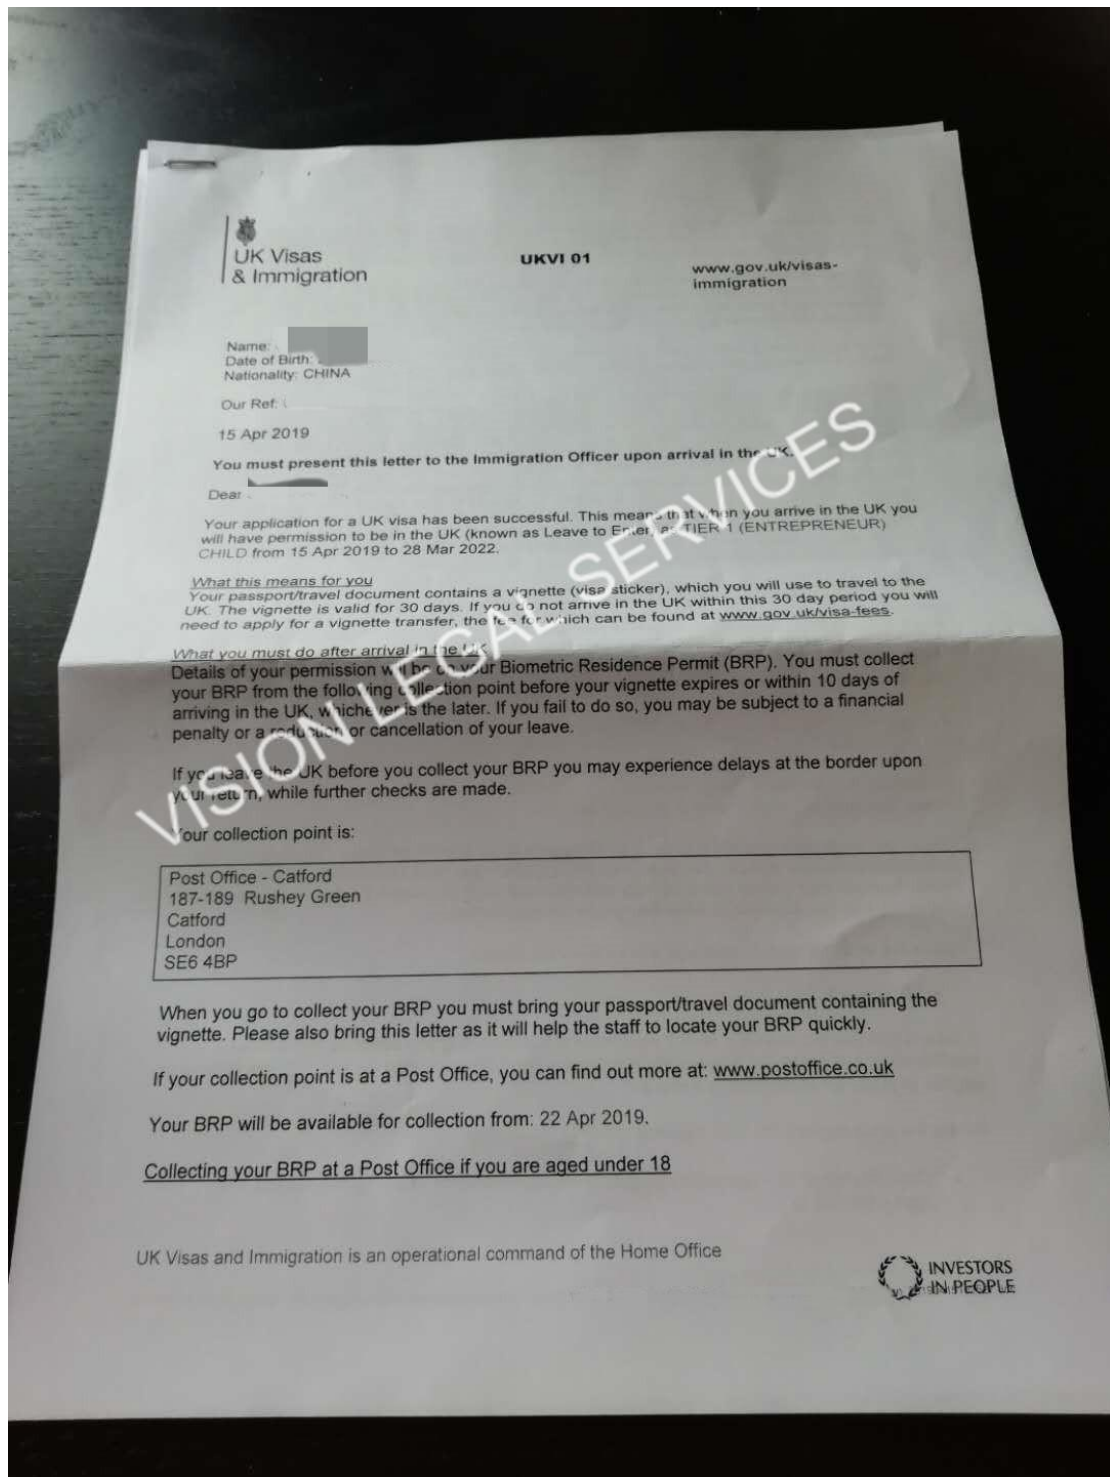 UK Visas
& Immigration
UKVI 01
www.gov.uk/visas-
immigration
Name:
Date of Birth:
Nationality: CHINA
Our Ref:
15 Apr 2019
You must present this letter to the Immigration Officer upon arrival in the UK.
Dear
Your application for a UK visa has been successful. This means that when you arrive in the UK you
will have permission to be in the UK (known as Leave to Enter) as TIER 1 (ENTREPRENEUR)
CHILD from 15 Apr 2019 to 28 Mar 2022.
What this means for you
Your passport/travel document contains a vignette (visa sticker), which you will use to travel to the
UK. The vignette is valid for 30 days. If you do not arrive in the UK within this 30 day period you will
need to apply for a vignette transfer, the fee for which can be found at www.gov.uk/visa-fees.
What you must do after arrival in the UK
Details of your permission will be on your Biometric Residence Permit (BRP). You must collect
your BRP from the following collection point before your vignette expires or within 10 days of
arriving in the UK, whichever is the later. If you fail to do so, you may be subject to a financial
penalty or a reduction or cancellation of your leave.
If you leave the UK before you collect your BRP you may experience delays at the border upon
your return, while further checks are made.
Your collection point is:
Post Office - Catford
187-189 Rushey Green
Catford
London
SE6 4BP
When you go to collect your BRP you must bring your passport/travel document containing the
vignette. Please also bring this letter as it will help the staff to locate your BRP quickly.
If your collection point is at a Post Office, you can find out more at: www.postoffice.co.uk
Your BRP will be available for collection from: 22 Apr 2019.
Collecting your BRP at a Post Office if you are aged under 18
UK Visas and Immigration is an operational command of the Home Office
INVESTORS
IN PEOPLE
VISION LEGAL SERVICES